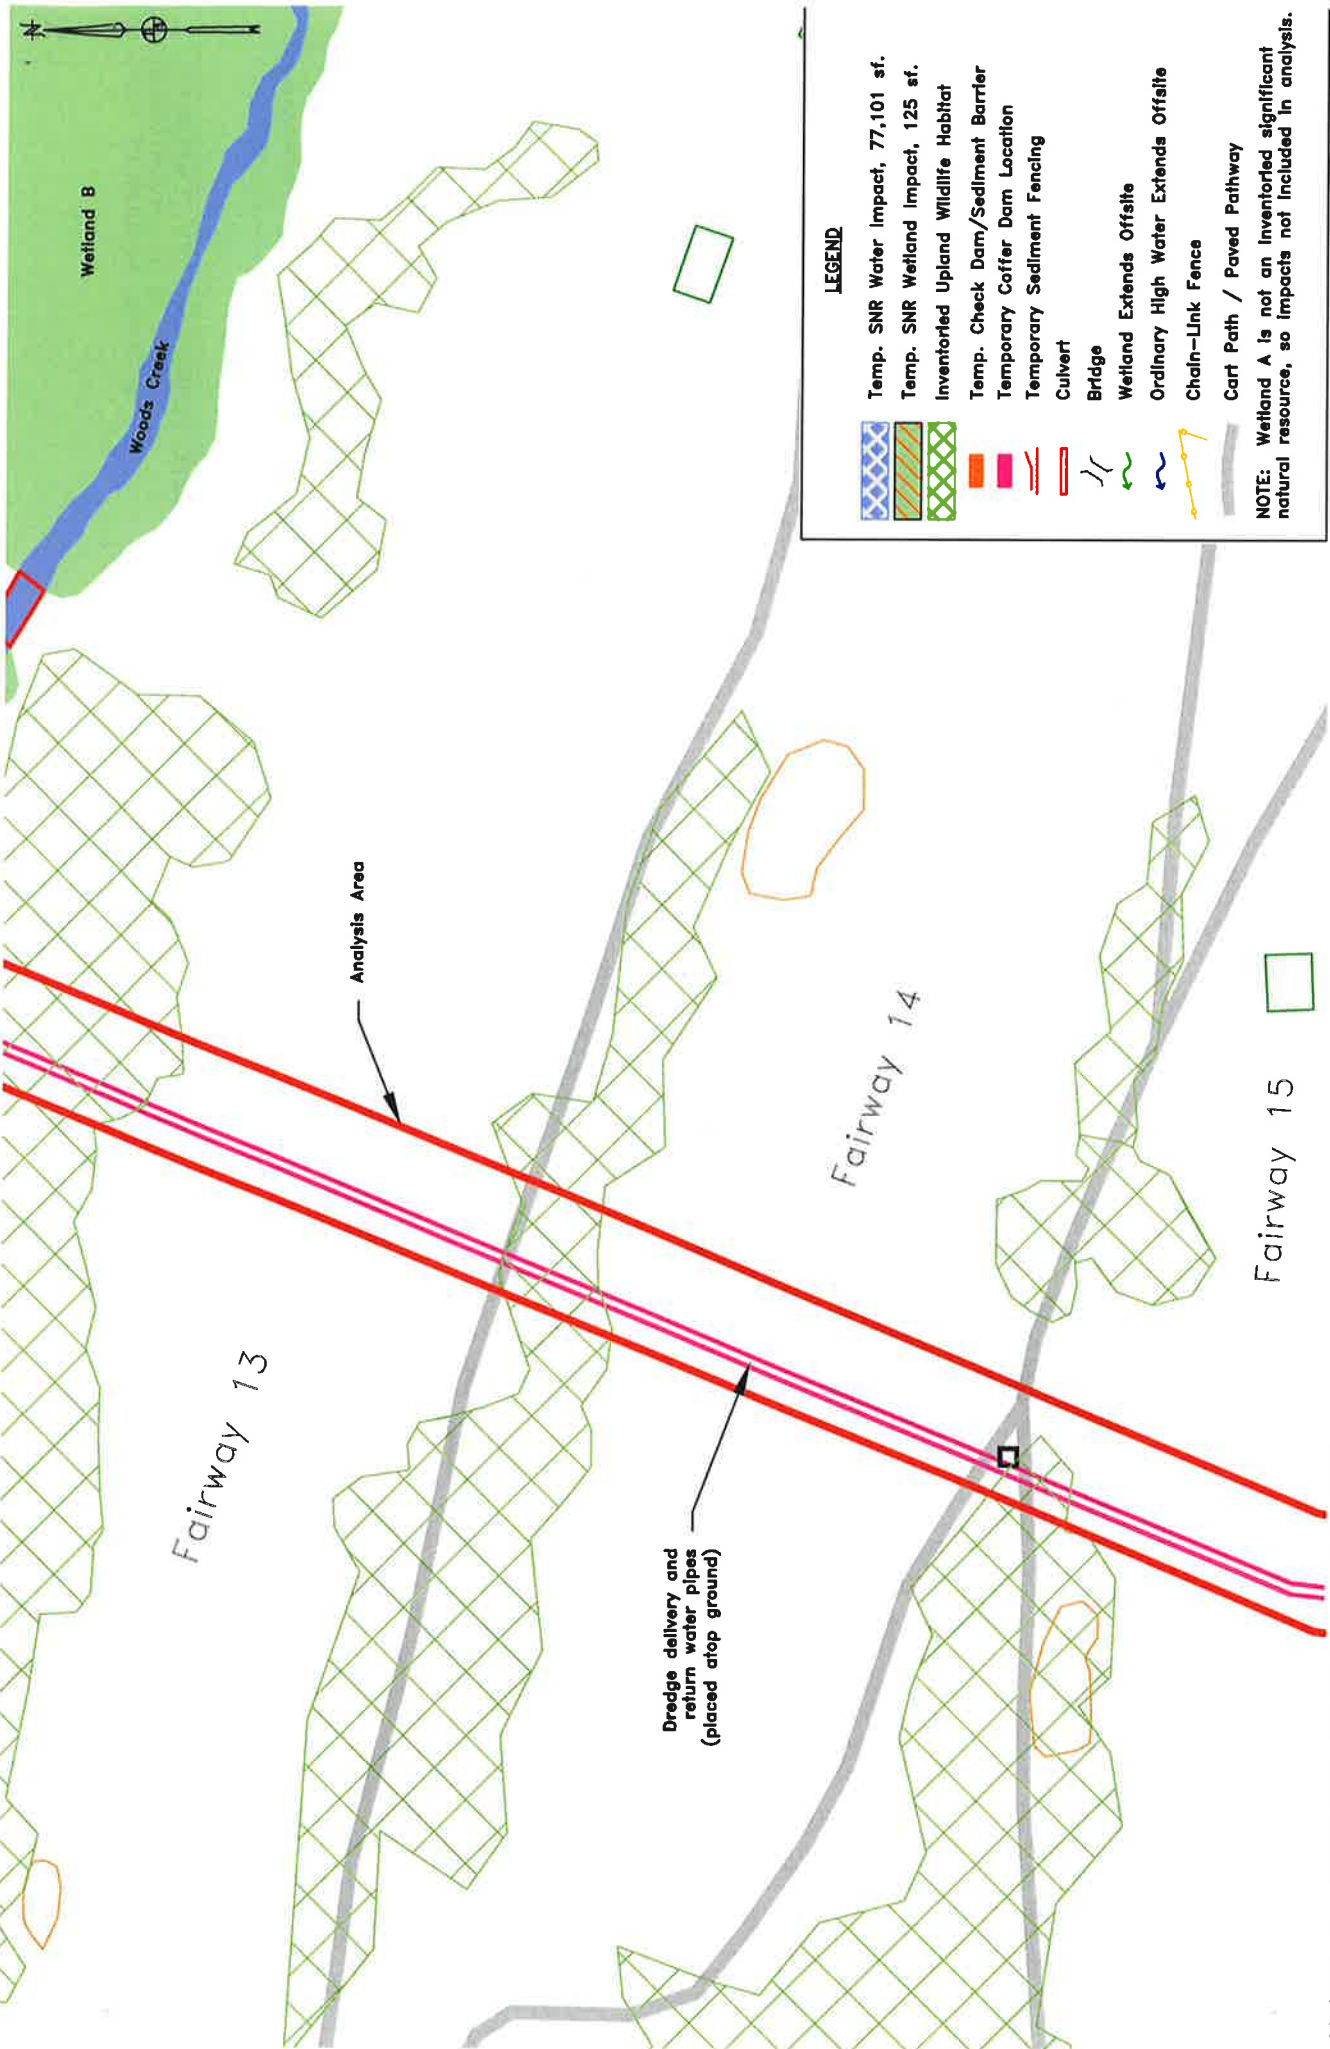 N
Wetland B
Woods Creek
Analysis Area
Fairway 13
Fairway 14
Fairway 15
Dredge delivery and
return water pipes
(placed atop ground)
LEGEND
Temp. SNR Water Impact, 77,101 sf.
Temp. SNR Wetland Impact, 125 sf.
Inventoried Upland Wildlife Habitat
Temp. Check Dam/Sediment Barrier
Temporary Coffer Dam Location
Temporary Sediment Fencing
Culvert
Bridge
Wetland Extends Offsite
Ordinary High Water Extends Offsite
Chain-Link Fence
Cart Path / Paved Pathway
NOTE: Wetland A is not an inventoried significant
natural resource, so impacts not included in analysis.